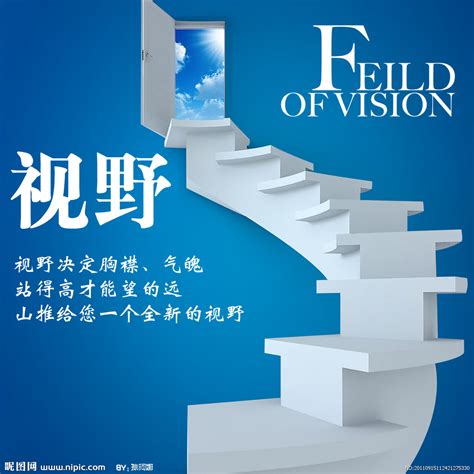 FEILD
OF VISION
视野
视野决定胸襟、气魄
站得高才能望的远
山推给您一个全新的视野
昵图网 www.nipic.com
BY: